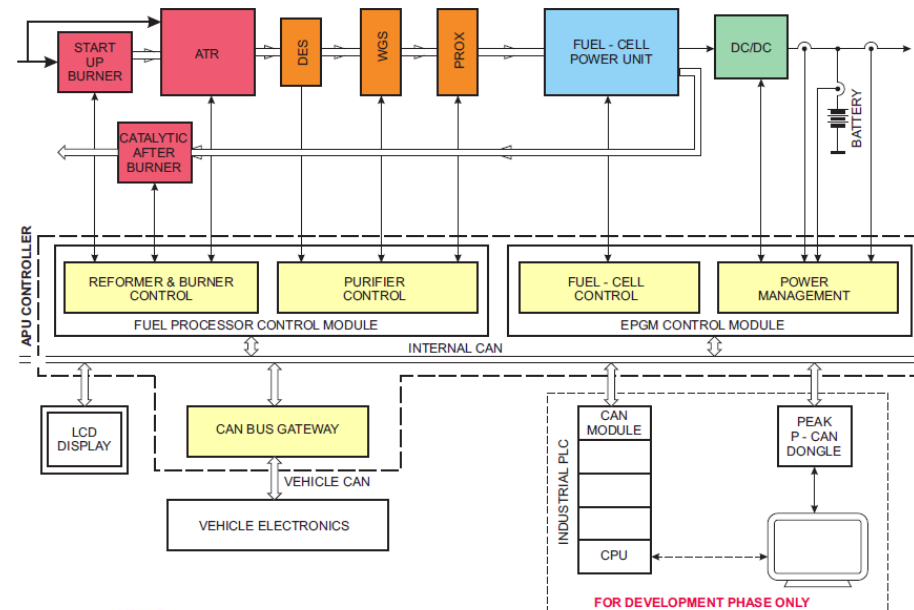 START
UP
BURNER
ATR
DES
WGS
PROX
FUEL - CELL
POWER UNIT
DC/DC
BATTERY
CATALYTIC
AFTER
BURNER
APU CONTROLLER
REFORMER & BURNER
CONTROL
PURIFIER
CONTROL
FUEL - CELL
CONTROL
POWER
MANAGEMENT
FUEL PROCESSOR CONTROL MODULE
EPGM CONTROL MODULE
INTERNAL CAN
LCD
DISPLAY
CAN BUS GATEWAY
VEHICLE CAN
VEHICLE ELECTRONICS
INDUSTRIAL PLC
CAN
MODULE
CPU
PEAK
P - CAN
DONGLE
FOR DEVELOPMENT PHASE ONLY